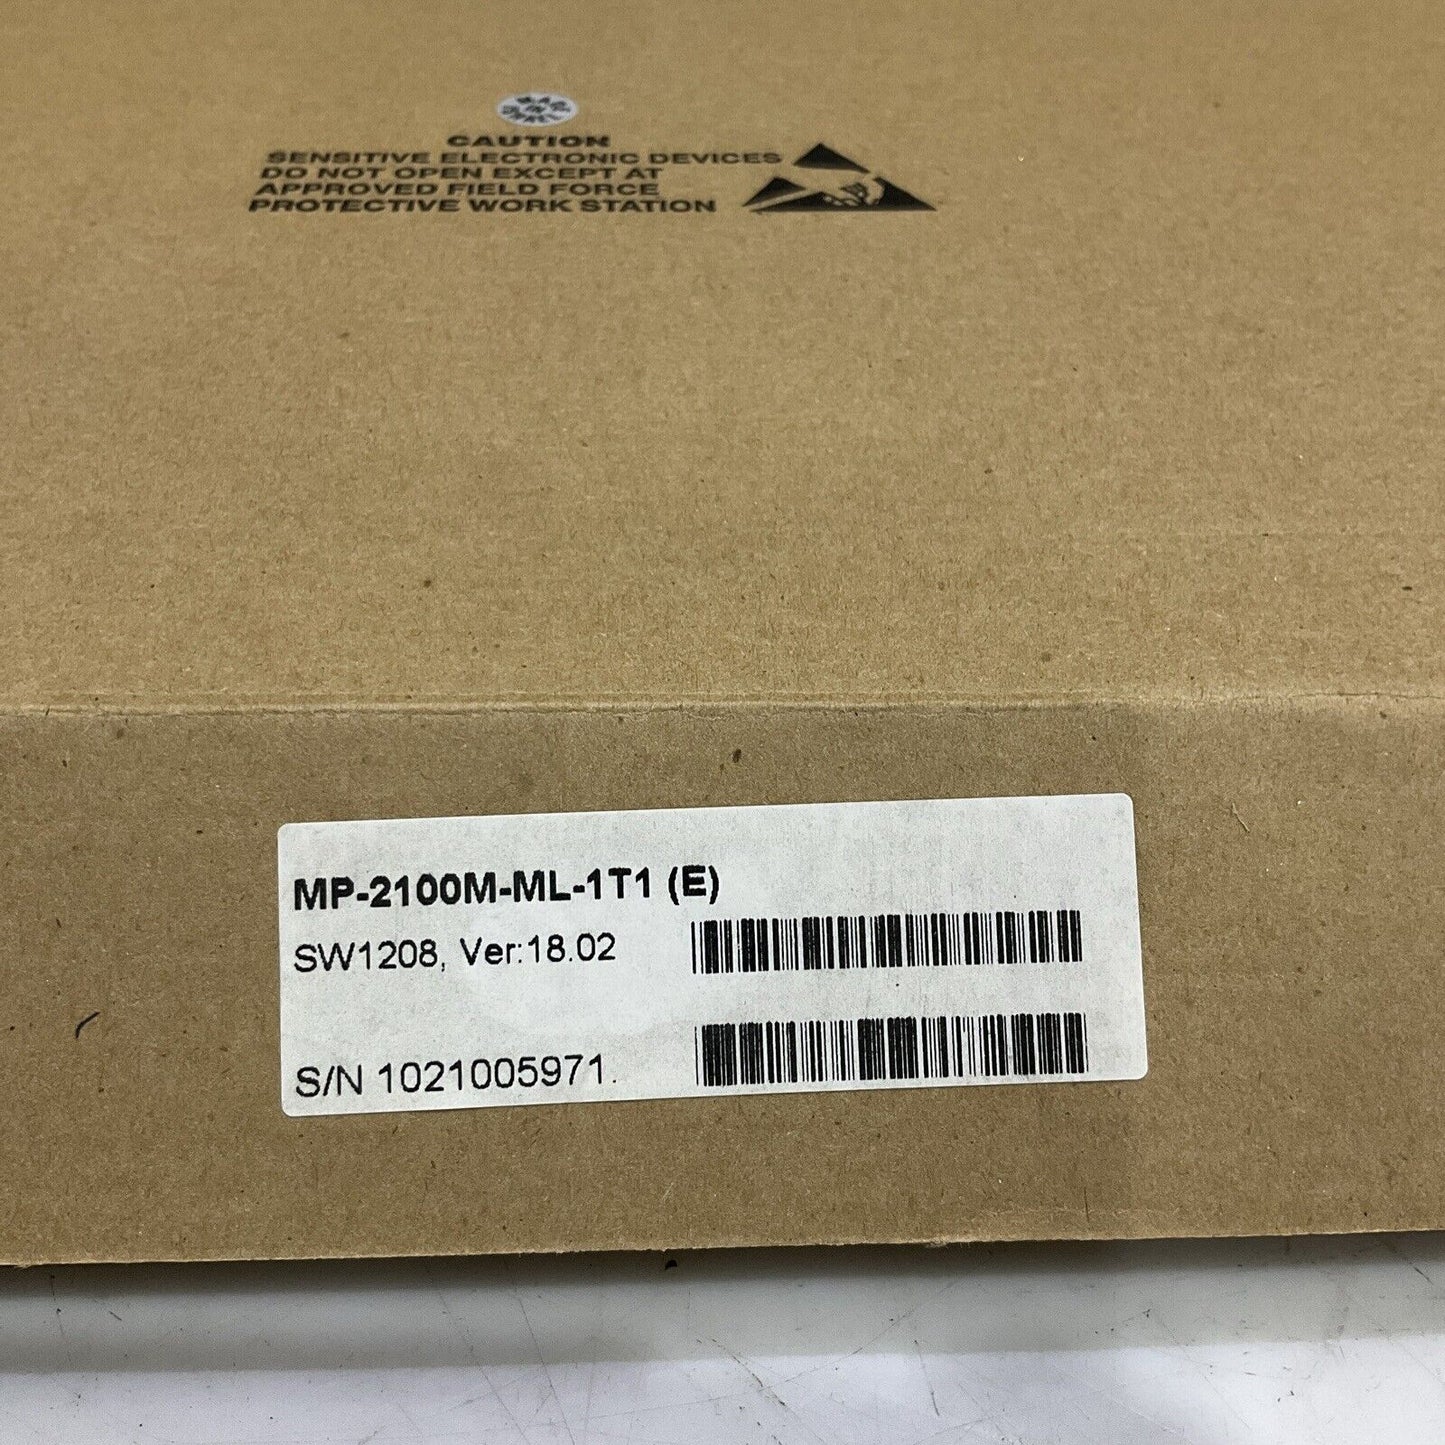 CAUTION
SENSITIVE ELECTRONIC DEVICES
DO NOT OPEN EXCEPT AT
APPROVED FIELD FORCE
PROTECTIVE WORK STATION
MP-2100M-ML-1T1 (E)
SW1208, Ver:18.02
S/N 1021005971.